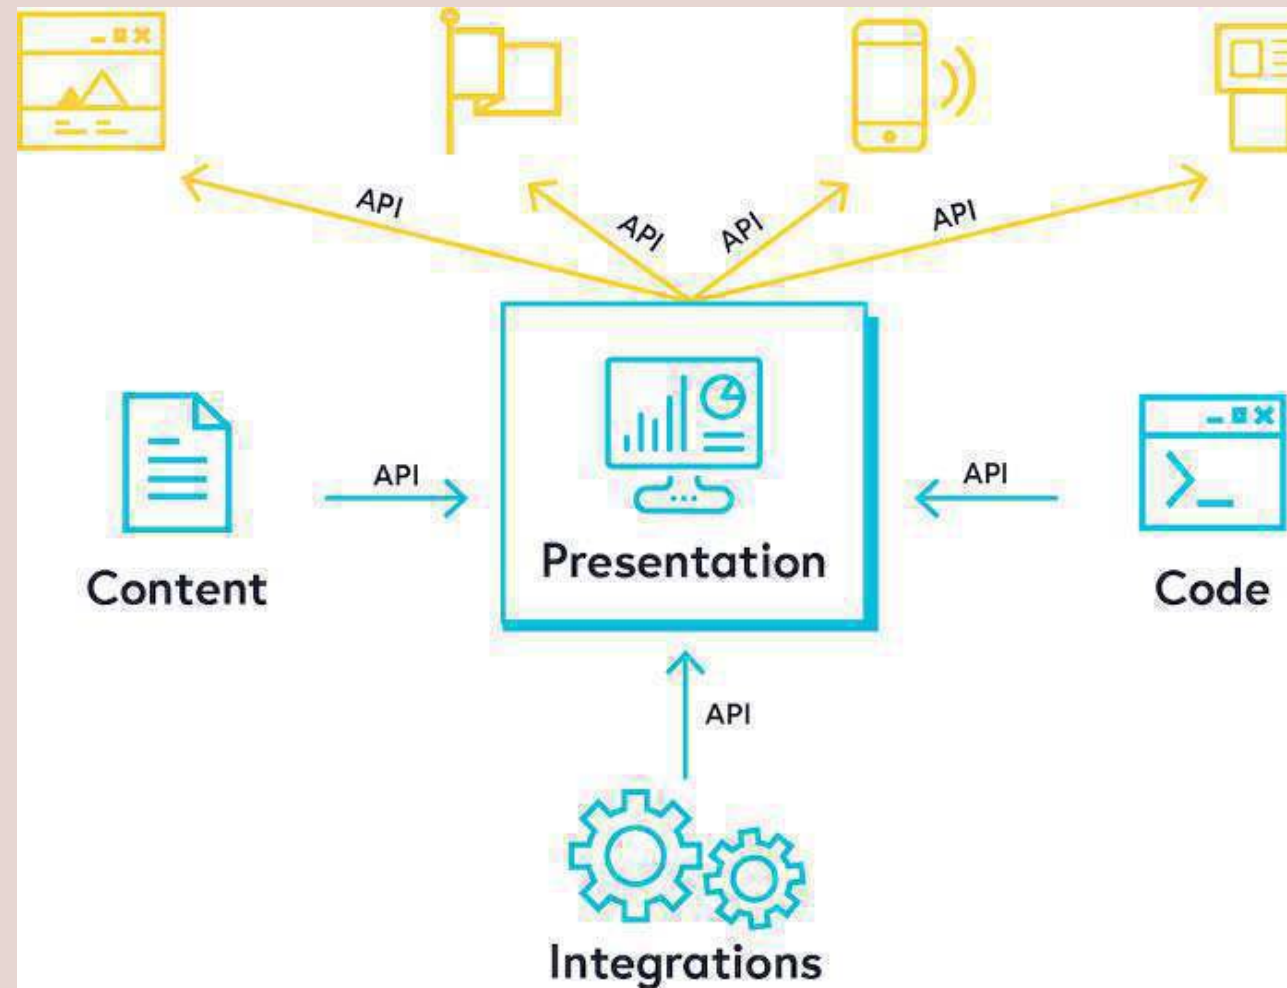 API
API
API
API
API
API
Presentation
Content
Code
API
Integrations